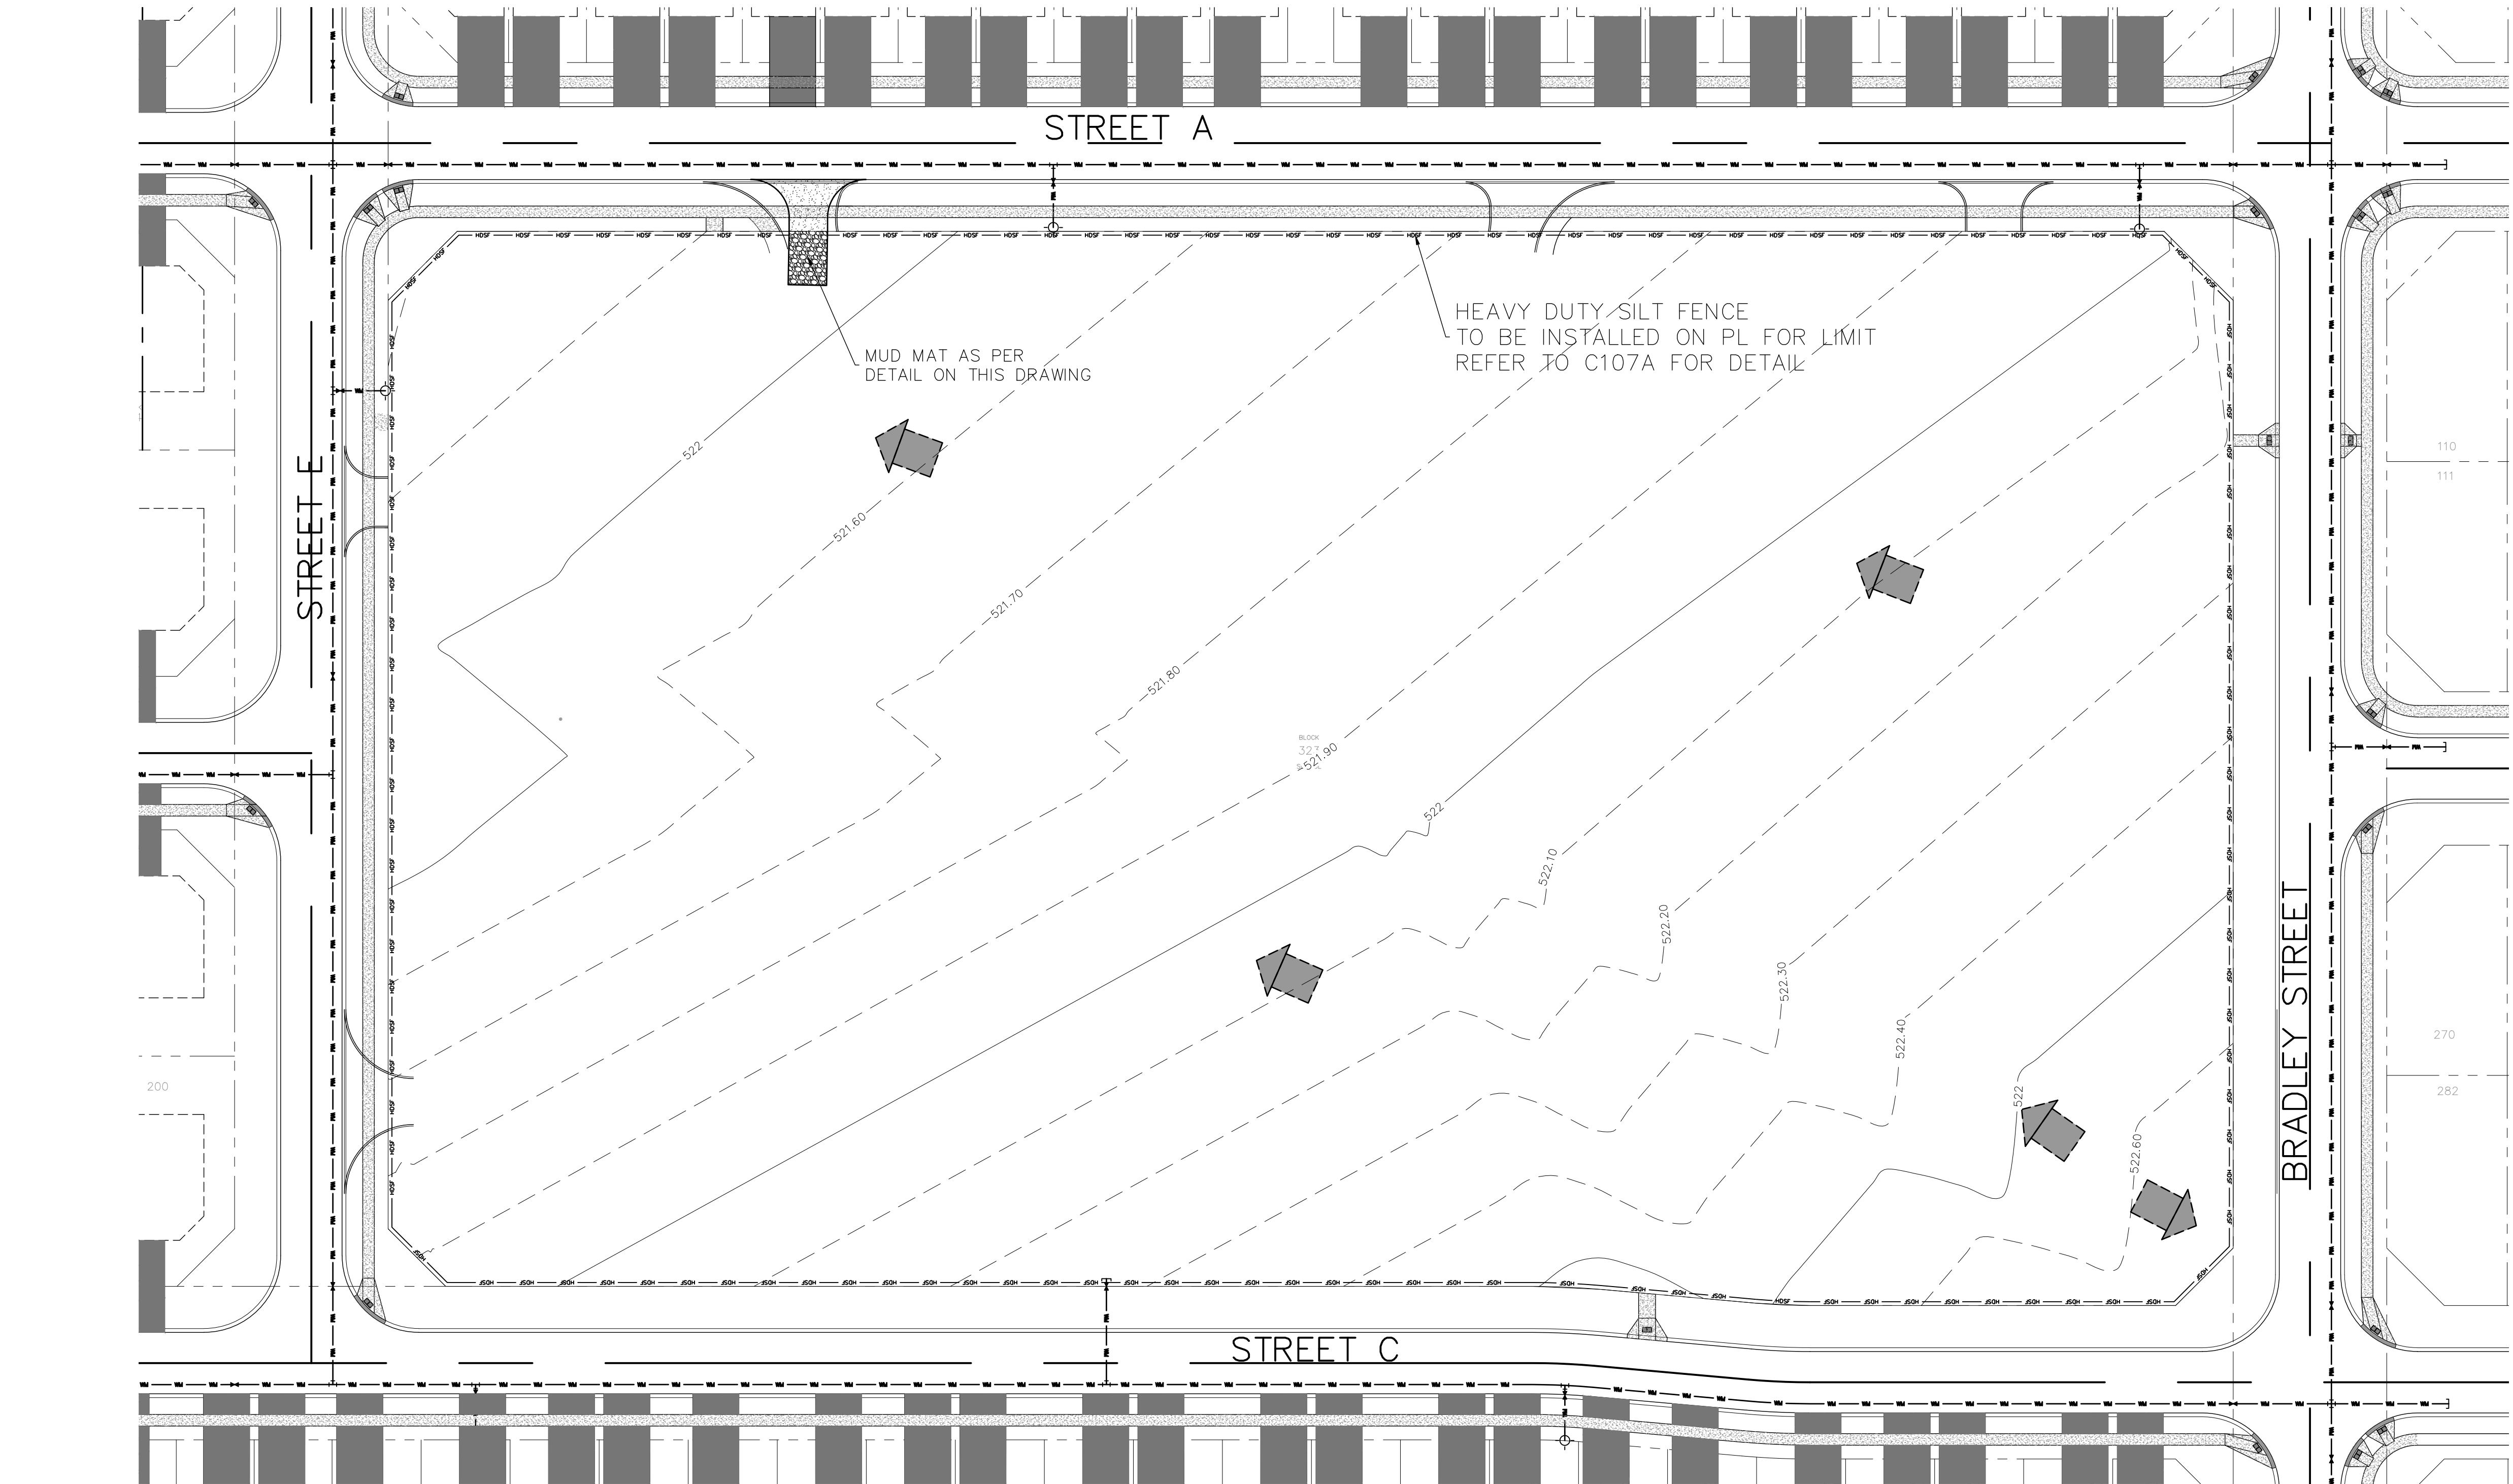 STREET A
HEAVY DUTY SILT FENCE
TO BE INSTALLED ON PL FOR LIMIT
REFER TO C107A FOR DETAIL
MUD MAT AS PER
DETAIL ON THIS DRAWING
STREET E
BRADLEY STREET
STREET C
522
521.60
521.70
521.80
BLOCK
521.90
522
522.10
522.20
522.30
522.40
522
522.60
110
111
200
270
282
HDSF
WM